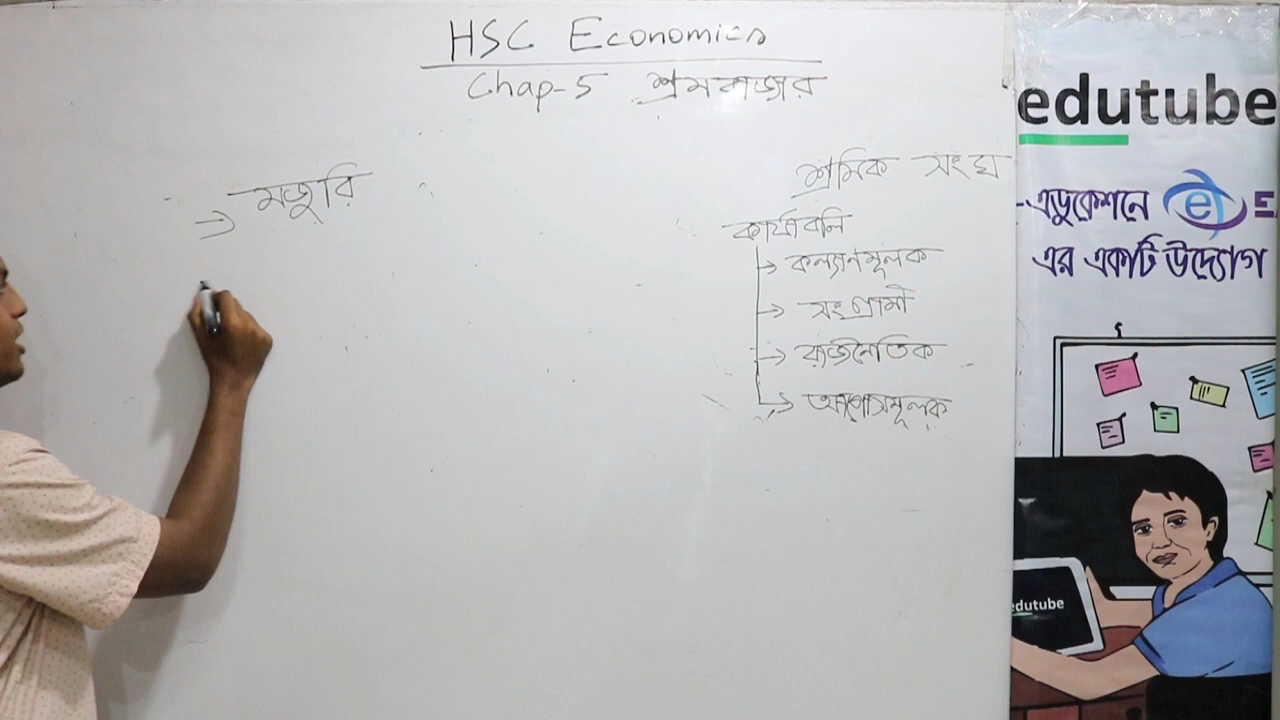 HSC Economics
Chap-5 শ্রমবাজার
মজুরি
শ্রমিক সংঘ
কার্যাবলি
→ কল্যানমূলক
→ সংগ্রামী
→ রাজনৈতিক
→ আপোসমূলক
edutube
-এডুকেশনে e E
এর একটি উদ্যোগ
edutube